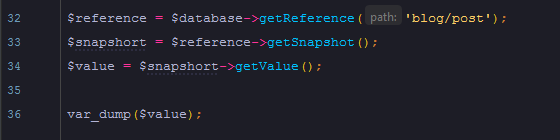 32 $reference = $database->getReference( path: 'blog/post');
33 $snapshort = $reference->getSnapshot();
34 $value = $snapshort->getValue();
35
36 var_dump($value);